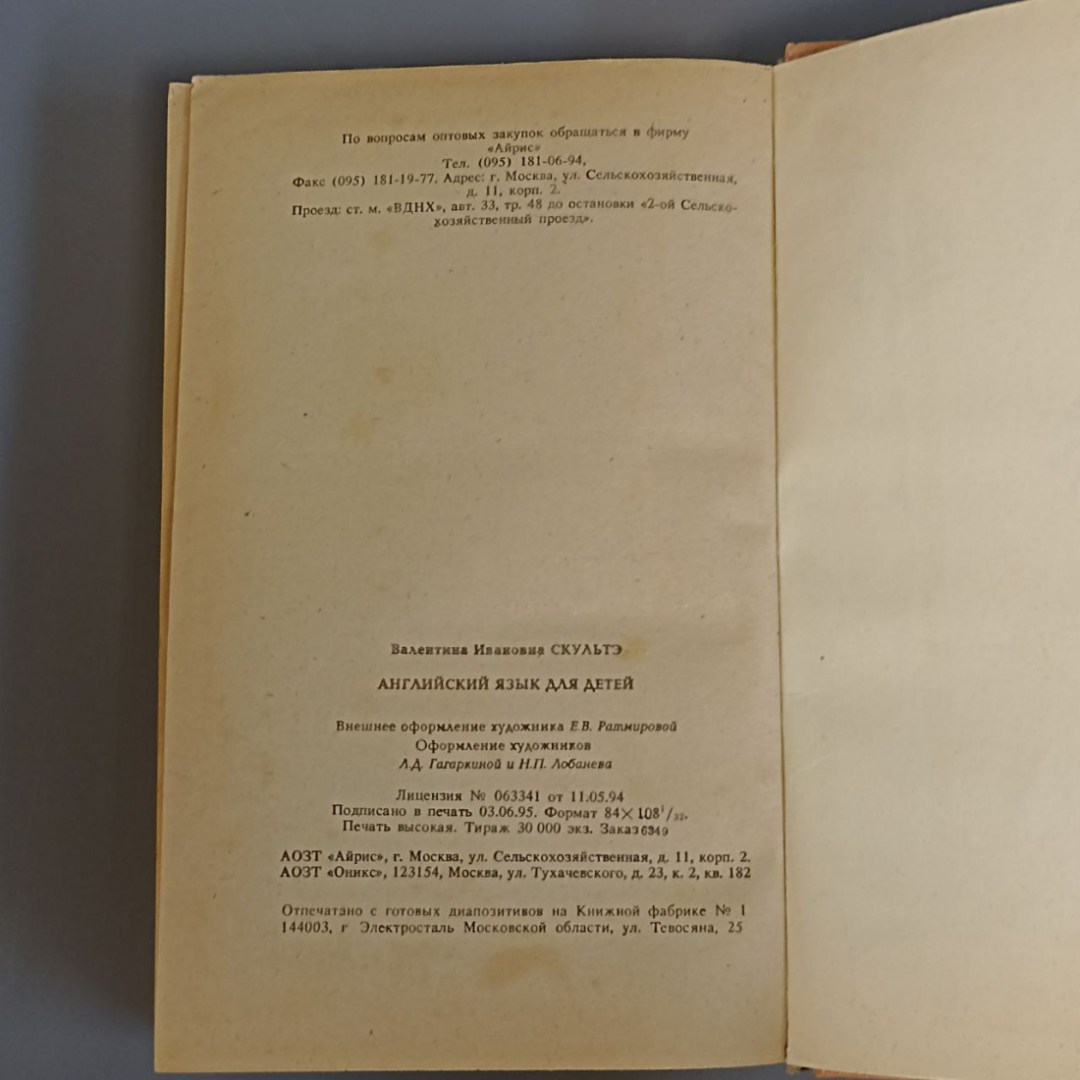 По вопросам оптовых закупок обращаться в фирму
«Айрис»
Тел. (095) 181-06-94,
Факс (095) 181-19-77. Адрес: г. Москва, ул. Сельскохозяйственная,
д. 11, корп. 2.
Проезд: ст. м. «ВДНХ», авт. 33, тр. 48 до остановки «2-ой Сельско-
хозяйственный проезд».
Валентина Ивановна СКУЛЬТЭ
АНГЛИЙСКИЙ ЯЗЫК ДЛЯ ДЕТЕЙ
Внешнее оформление художника Е.В. Ратмировой
Оформление художников
Л.Д. Гагаркиной и Н.П. Лобанева
Лицензия № 063341 от 11.05.94
Подписано в печать 03.06.95. Формат 84×108¹/₃₂.
Печать высокая. Тираж 30 000 экз. Заказ 6349
АОЗТ «Айрис», г. Москва, ул. Сельскохозяйственная, д. 11, корп. 2.
АОЗТ «Оникс», 123154, Москва, ул. Тухачевского, д. 23, к. 2, кв. 182
Отпечатано с готовых диапозитивов на Книжной фабрике № 1
144003, г Электросталь Московской области, ул. Тевосяна, 25